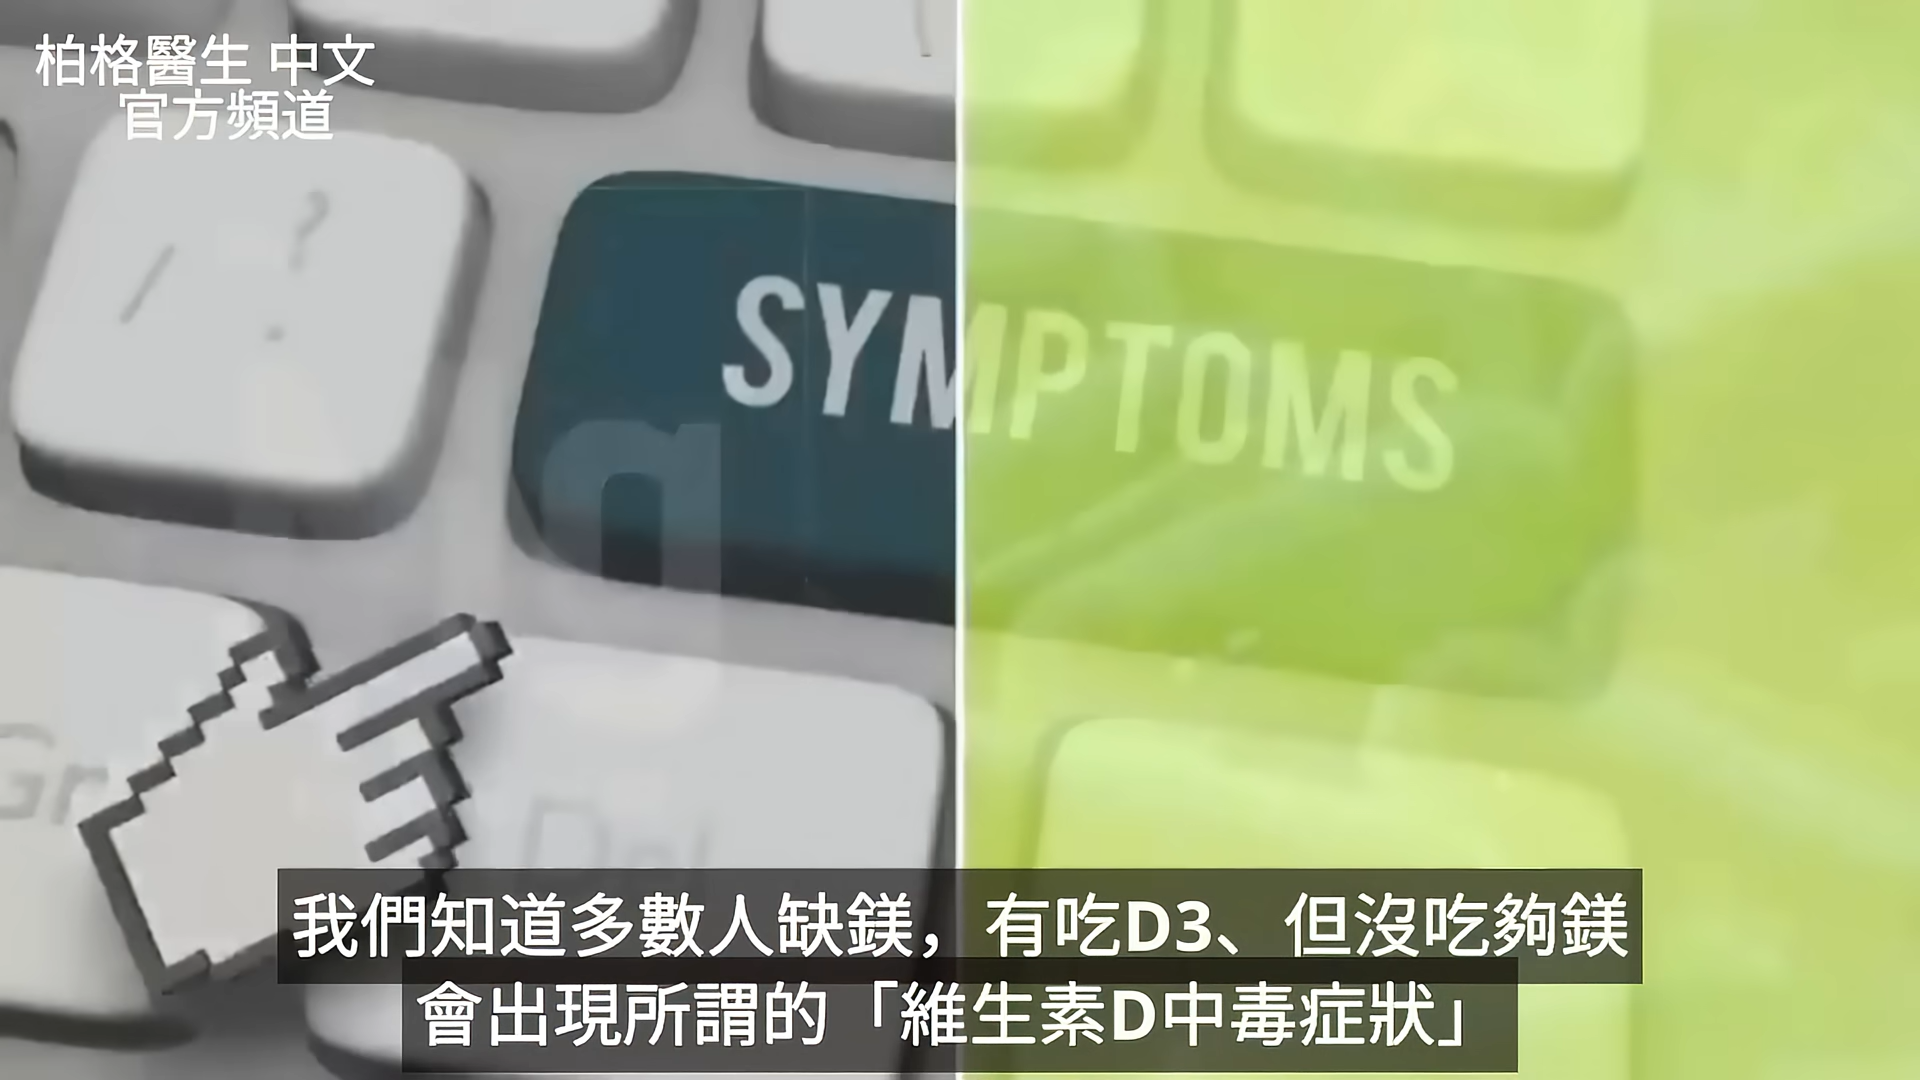 柏格醫生 中文
官方頻道
/ ?
SYMPTOMS
Gr
Del
我們知道多數人缺鎂，有吃D3、但沒吃夠鎂
會出現所謂的「維生素D中毒症狀」